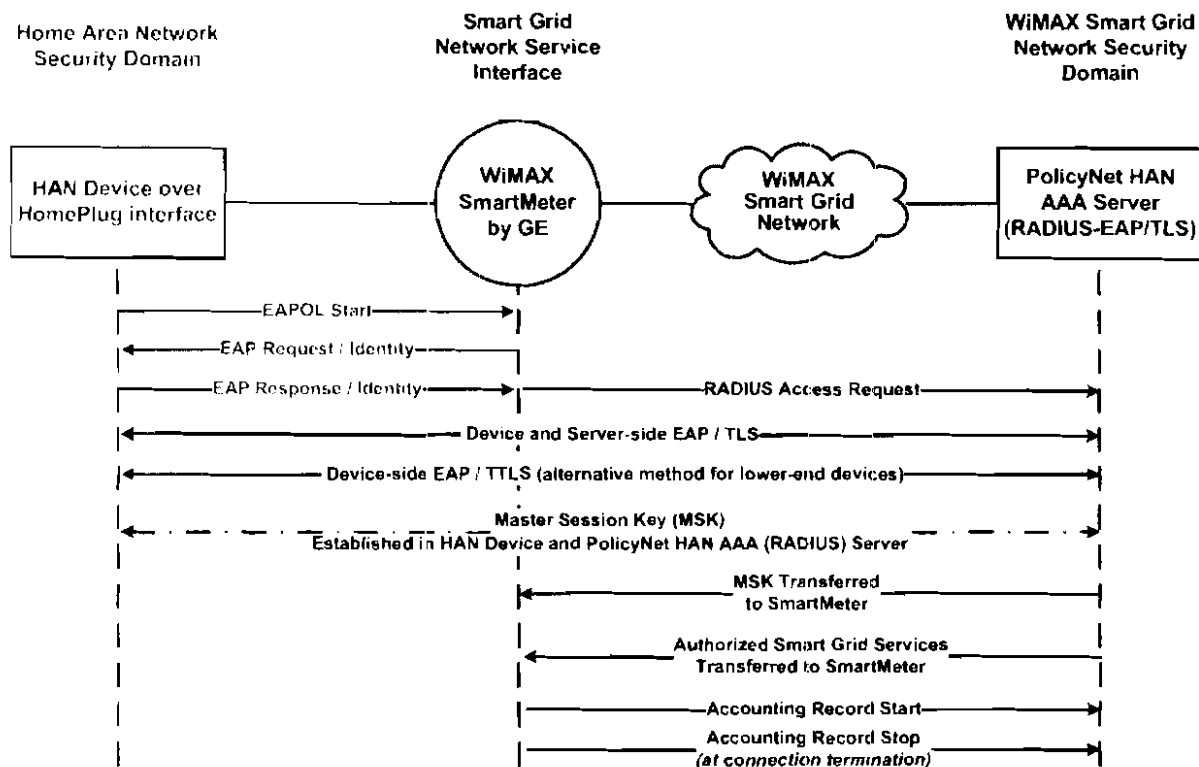 Home Area Network
Security Domain
Smart Grid
Network Service
Interface
WiMAX Smart Grid
Network Security
Domain
HAN Device over
HomePlug interface
WiMAX
SmartMeter
by GE
WiMAX
Smart Grid
Network
PolicyNet HAN
AAA Server
(RADIUS-EAP/TLS)
EAPOL Start
EAP Request / Identity
EAP Response / Identity
RADIUS Access Request
Device and Server-side EAP / TLS
Device-side EAP / TTLS (alternative method for lower-end devices)
Master Session Key (MSK)
Established in HAN Device and PolicyNet HAN AAA (RADIUS) Server
MSK Transferred
to SmartMeter
Authorized Smart Grid Services
Transferred to SmartMeter
Accounting Record Start
Accounting Record Stop
(at connection termination)